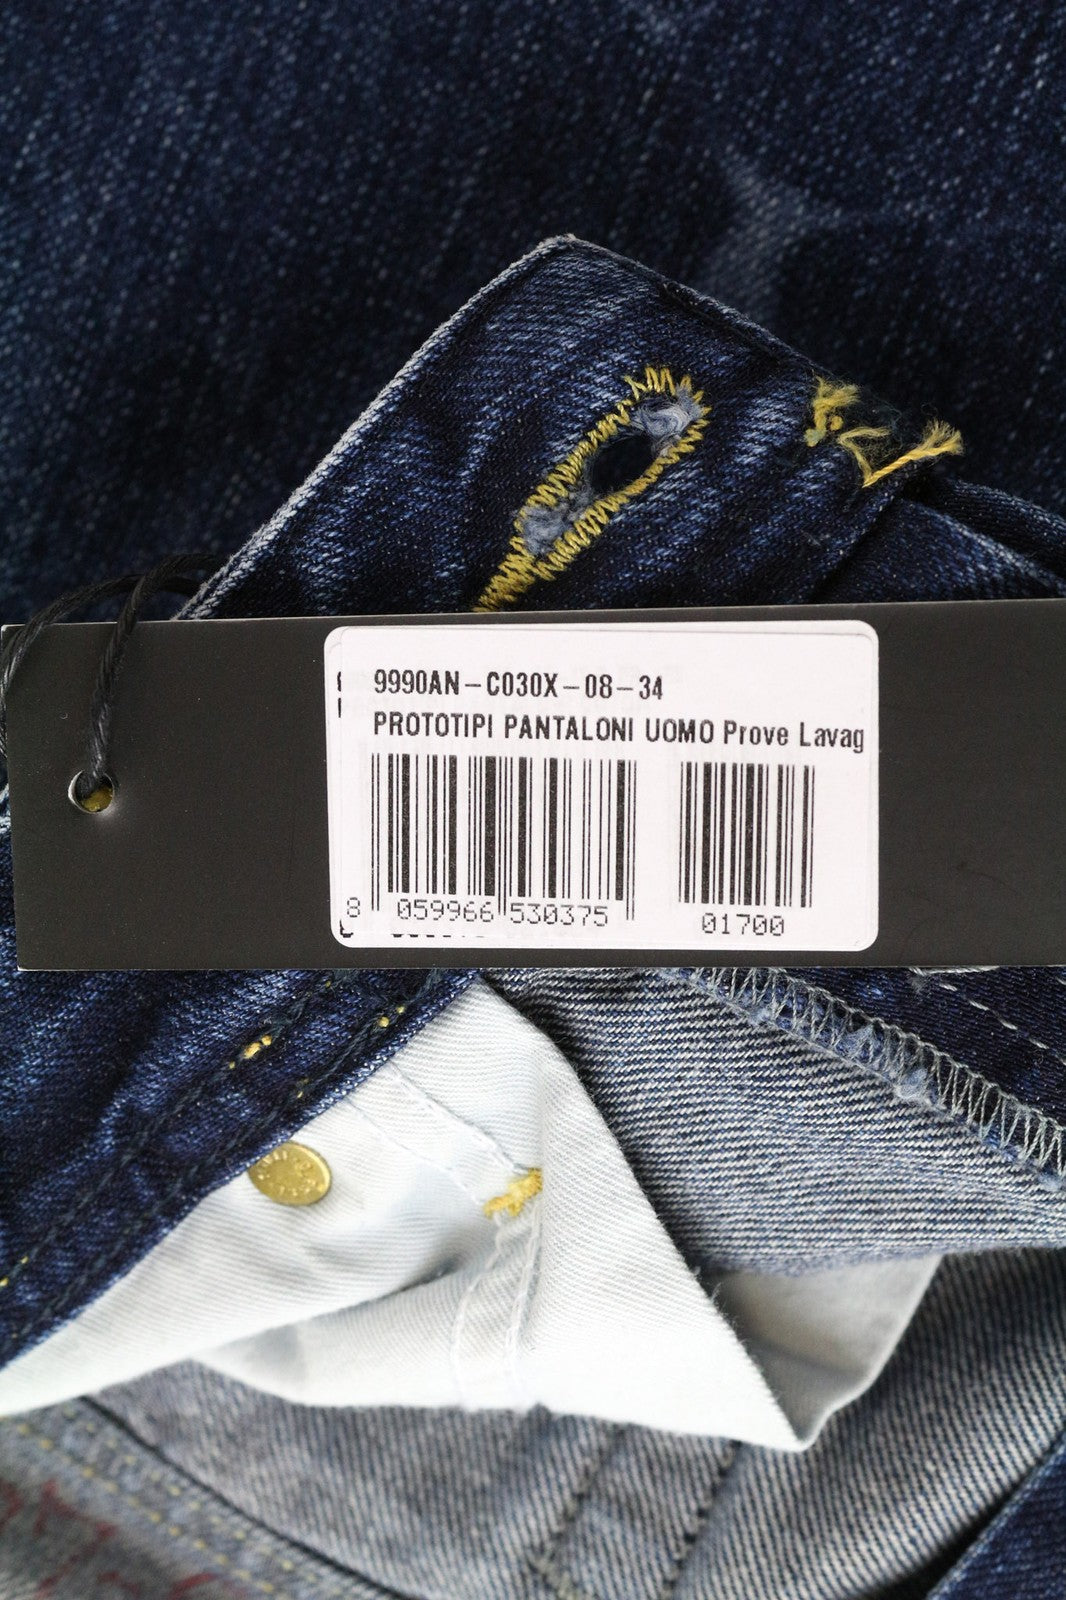 9990AN-C030X-08-34
PROTOTIPI PANTALONI UOMO Prove Lavag
8 059966 530375
01700